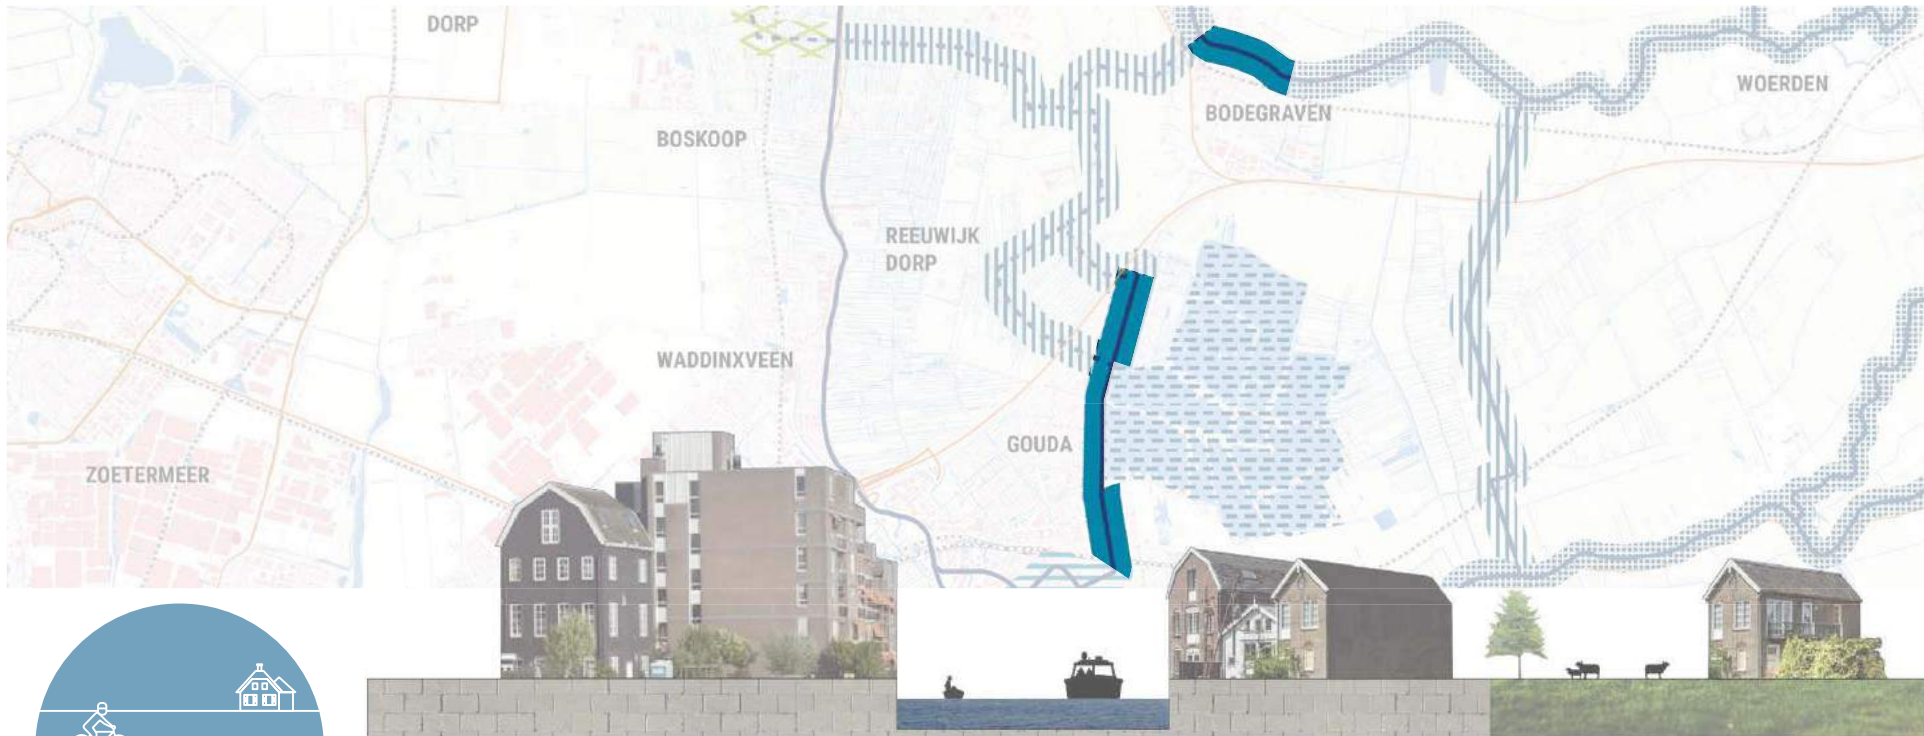 DORP
WOERDEN
BODEGRAVEN
BOSKOOP
REEUWIJK
DORP
WADDINXVEEN
GOUDA
ZOETERMEER